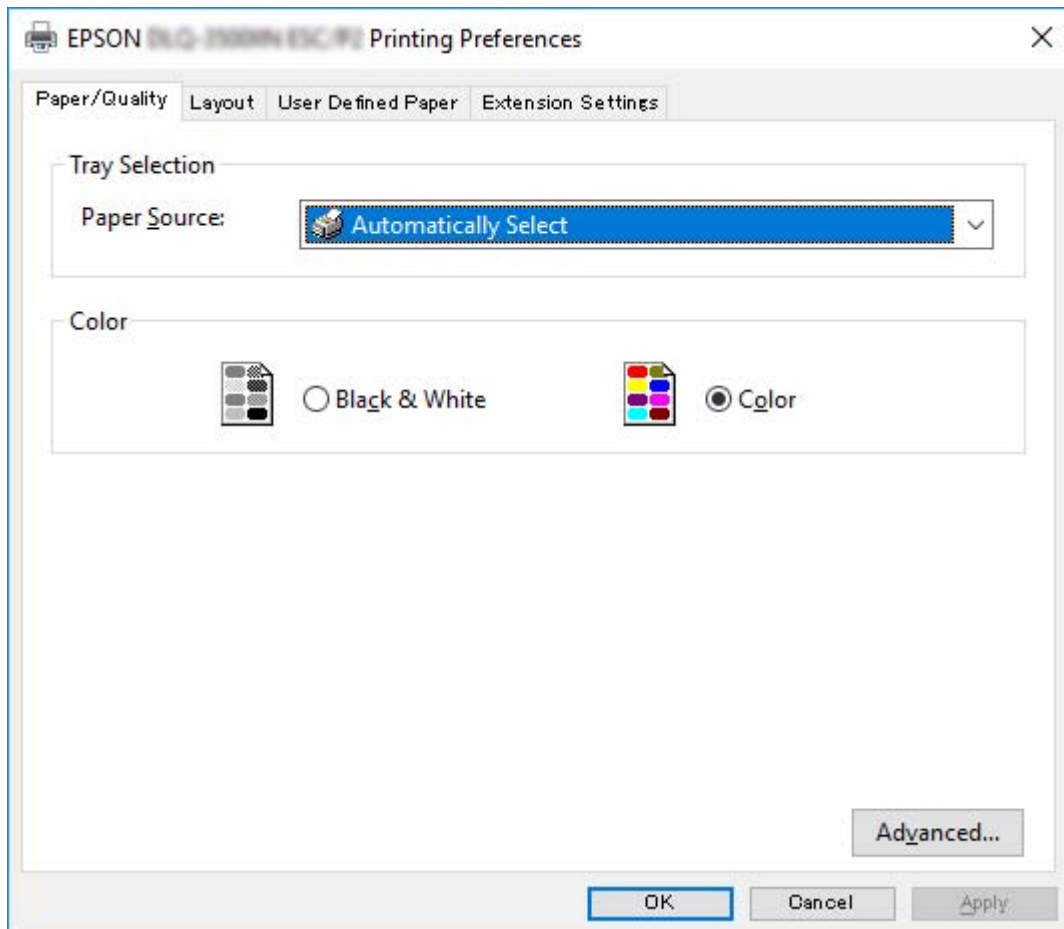 EPSON Printing Preferences
Paper/Quality Layout User Defined Paper Extension Settings
Tray Selection
Paper Source: Automatically Select
Color
Black & White Color
Advanced...
OK Cancel Apply